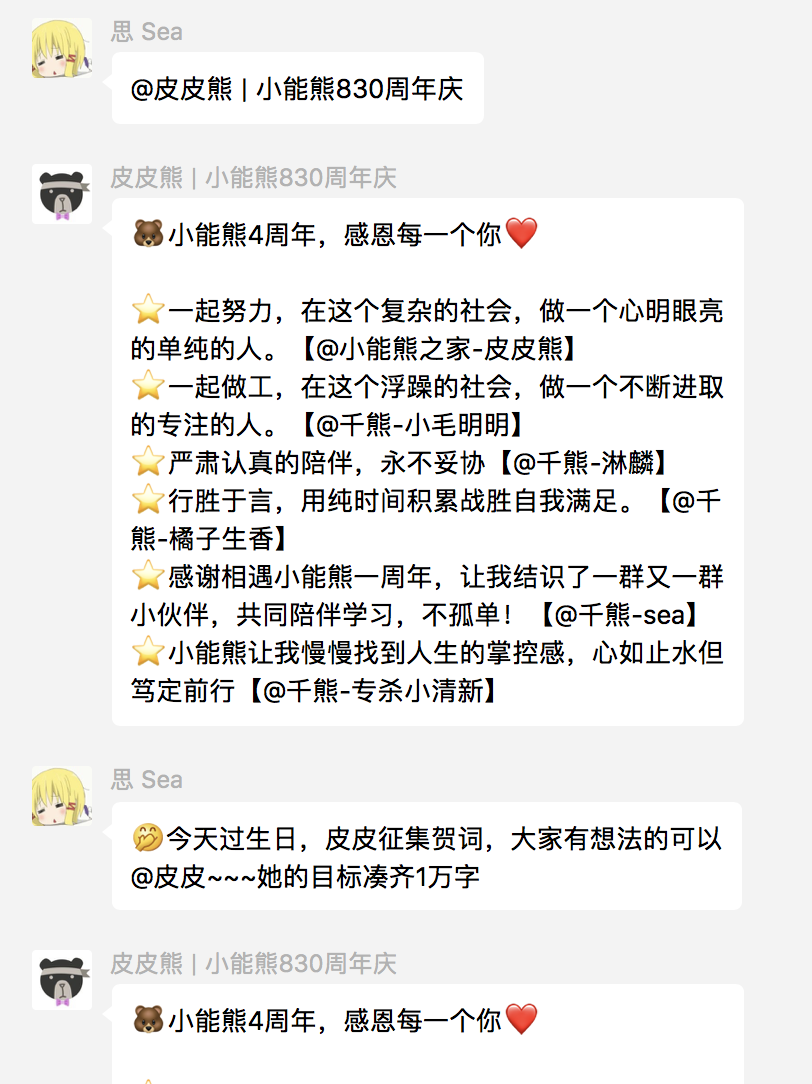 思 Sea
@皮皮熊 | 小能熊830周年庆
皮皮熊 | 小能熊830周年庆
🐻小能熊4周年，感恩每一个你❤️
⭐一起努力，在这个复杂的社会，做一个心明眼亮
的单纯的人。【@小能熊之家-皮皮熊】
⭐一起做工，在这个浮躁的社会，做一个不断进取
的专注的人。【@千熊-小毛明明】
⭐严肃认真的陪伴，永不妥协【@千熊-淋麟】
⭐行胜于言，用纯时间积累战胜自我满足。【@千
熊-橘子生香】
⭐感谢相遇小能熊一周年，让我结识了一群又一群
小伙伴，共同陪伴学习，不孤单！【@千熊-sea】
⭐小能熊让我慢慢找到人生的掌控感，心如止水但
笃定前行【@千熊-专杀小清新】
思 Sea
🤭今天过生日，皮皮征集贺词，大家有想法的可以
@皮皮~~~她的目标凑齐1万字
皮皮熊 | 小能熊830周年庆
🐻小能熊4周年，感恩每一个你❤️